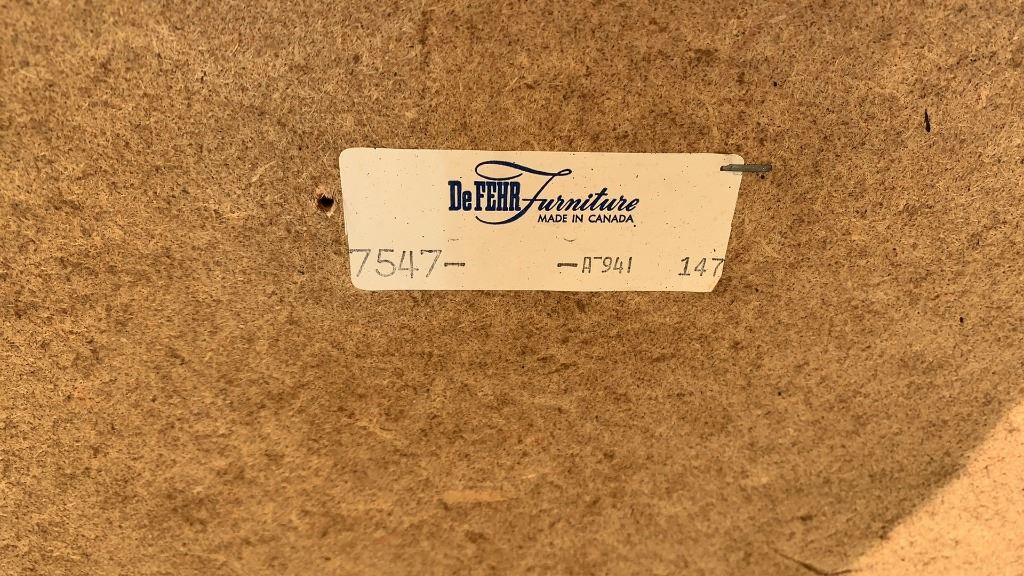 DeFEHR Furniture
MADE IN CANADA
7547- -A-941 147